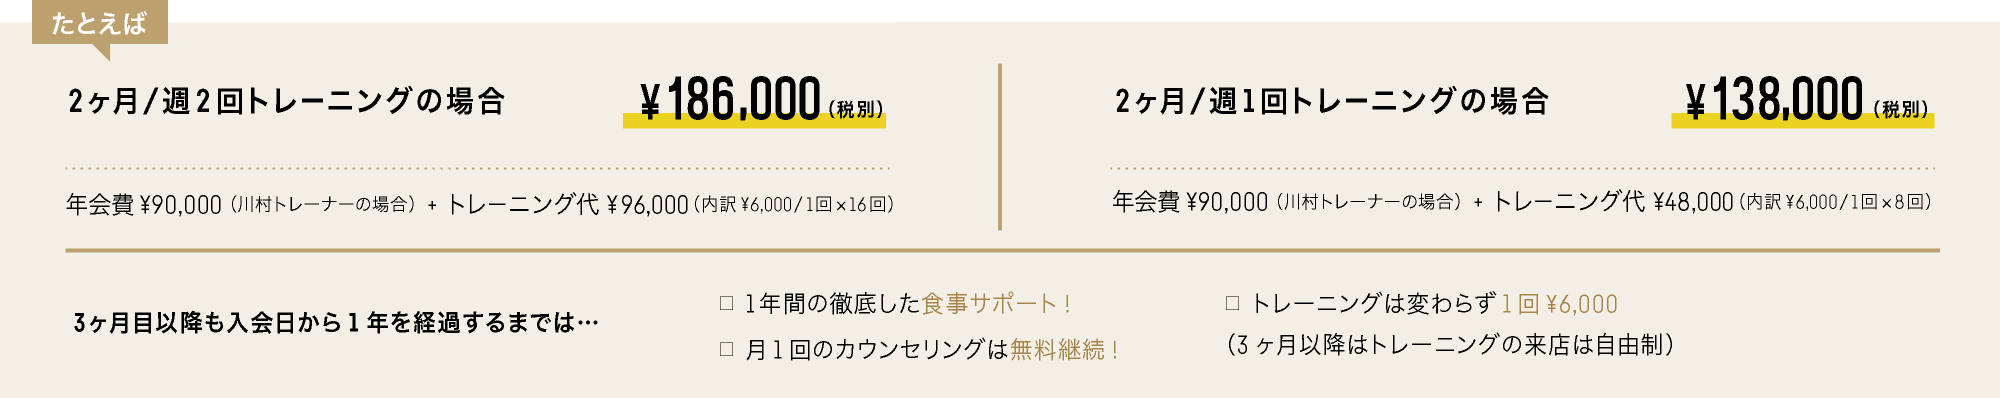 たとえば
2ヶ月/週2回トレーニングの場合
¥186,000(税別)
年会費 ¥90,000（川村トレーナーの場合）+ トレーニング代 ¥96,000(内訳 ¥6,000/1回×16回)
2ヶ月/週1回トレーニングの場合
¥138,000(税別)
年会費 ¥90,000（川村トレーナーの場合）+ トレーニング代 ¥48,000(内訳 ¥6,000/1回×8回)
3ヶ月目以降も入会日から1年を経過するまでは…
□ 1年間の徹底した食事サポート!
□ 月1回のカウンセリングは無料継続!
□ トレーニングは変わらず1回 ¥6,000
(3ヶ月以降はトレーニングの来店は自由制)